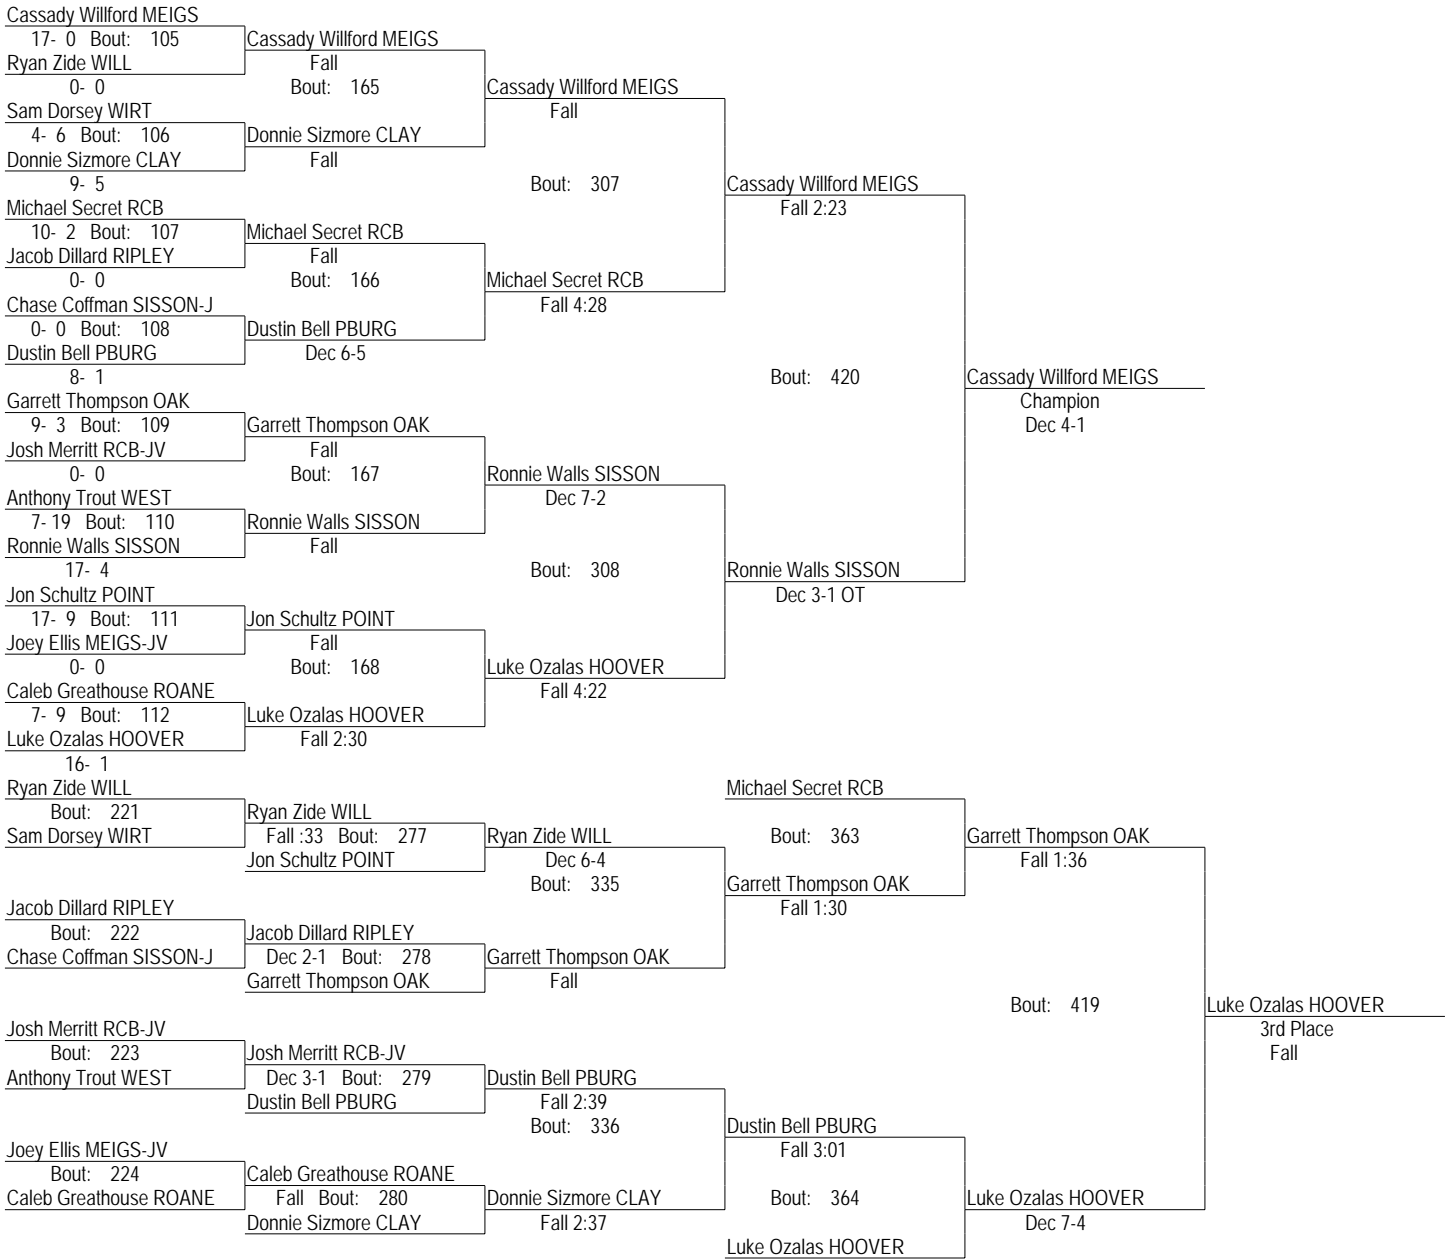 Cassady Willford MEIGS
17- 0 Bout: 105
Cassady Willford MEIGS
Ryan Zide WILL
Fall
0- 0
Bout: 165
Cassady Willford MEIGS
Sam Dorsey WIRT
Fall
4- 6 Bout: 106
Donnie Sizmore CLAY
Donnie Sizmore CLAY
Fall
9- 5
Bout: 307
Cassady Willford MEIGS
Michael Secret RCB
Fall 2:23
10- 2 Bout: 107
Michael Secret RCB
Jacob Dillard RIPLEY
Fall
0- 0
Bout: 166
Michael Secret RCB
Chase Coffman SISSON-J
Fall 4:28
0- 0 Bout: 108
Dustin Bell PBURG
Dustin Bell PBURG
Dec 6-5
8- 1
Bout: 420
Cassady Willford MEIGS
Garrett Thompson OAK
Champion
9- 3 Bout: 109
Garrett Thompson OAK
Dec 4-1
Josh Merritt RCB-JV
Fall
0- 0
Bout: 167
Ronnie Walls SISSON
Anthony Trout WEST
Dec 7-2
7- 19 Bout: 110
Ronnie Walls SISSON
Ronnie Walls SISSON
Fall
17- 4
Bout: 308
Ronnie Walls SISSON
Jon Schultz POINT
Dec 3-1 OT
17- 9 Bout: 111
Jon Schultz POINT
Joey Ellis MEIGS-JV
Fall
0- 0
Bout: 168
Luke Ozalas HOOVER
Caleb Greathouse ROANE
Fall 4:22
7- 9 Bout: 112
Luke Ozalas HOOVER
Luke Ozalas HOOVER
Fall 2:30
16- 1
Ryan Zide WILL
Michael Secret RCB
Bout: 221
Ryan Zide WILL
Sam Dorsey WIRT
Fall :33 Bout: 277
Ryan Zide WILL
Bout: 363
Garrett Thompson OAK
Jon Schultz POINT
Dec 6-4
Fall 1:36
Bout: 335
Garrett Thompson OAK
Jacob Dillard RIPLEY
Fall 1:30
Bout: 222
Jacob Dillard RIPLEY
Chase Coffman SISSON-J
Dec 2-1 Bout: 278
Garrett Thompson OAK
Garrett Thompson OAK
Fall
Bout: 419
Luke Ozalas HOOVER
Josh Merritt RCB-JV
3rd Place
Bout: 223
Josh Merritt RCB-JV
Fall
Anthony Trout WEST
Dec 3-1 Bout: 279
Dustin Bell PBURG
Dustin Bell PBURG
Fall 2:39
Bout: 336
Dustin Bell PBURG
Joey Ellis MEIGS-JV
Fall 3:01
Bout: 224
Caleb Greathouse ROANE
Caleb Greathouse ROANE
Fall Bout: 280
Donnie Sizmore CLAY
Bout: 364
Luke Ozalas HOOVER
Donnie Sizmore CLAY
Fall 2:37
Dec 7-4
Luke Ozalas HOOVER